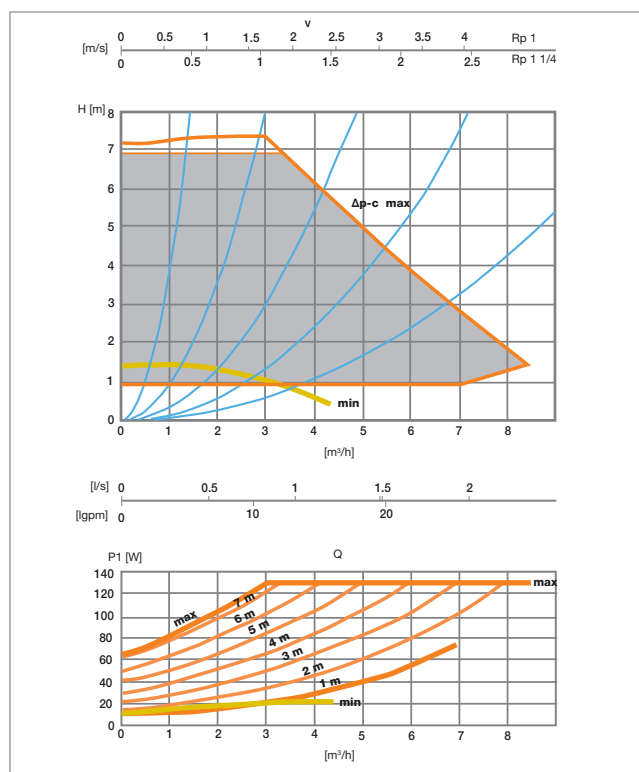 v
[m/s] 0 0.5 1 1.5 2 2.5 3 3.5 4 Rp 1
0 0.5 1 1.5 2 2.5 Rp 1 1/4
H [m]
8
7
6
5
4
3
2
1
0
Δp-c max
min
0 1 2 3 4 5 6 7 8
[m³/h]
[l/s] 0 0.5 1 1.5 2
[lgpm] 0 10 20
P1 [W] Q
140
120
100
80
60
40
20
0
max
7 m
6 m
5 m
4 m
3 m
2 m
1 m
max
min
0 1 2 3 4 5 6 7 8
[m³/h]